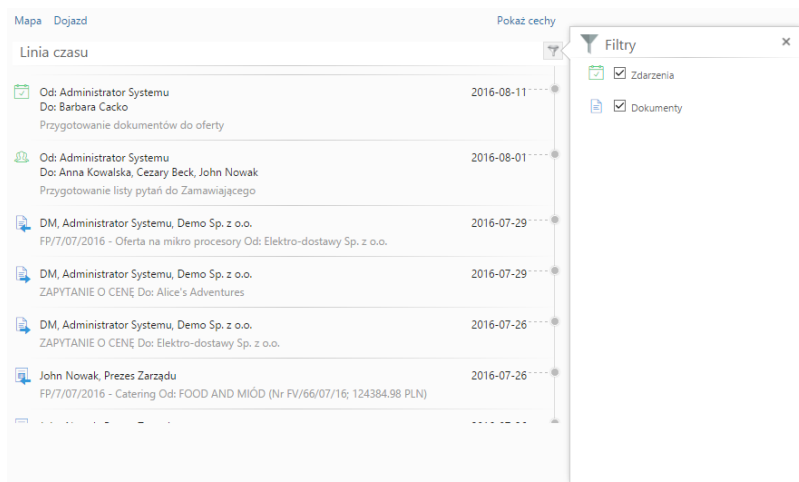 Mapa Dojazd Pokaż cechy
Linia czasu
Filtry
Zdarzenia
Dokumenty
Od: Administrator Systemu 2016-08-11
Do: Barbara Cacko
Przygotowanie dokumentów do oferty
Od: Administrator Systemu 2016-08-01
Do: Anna Kowalska, Cezary Beck, John Nowak
Przygotowanie listy pytań do Zamawiającego
DM, Administrator Systemu, Demo Sp. z o.o. 2016-07-29
FP/7/07/2016 - Oferta na mikro procesory Od: Elektro-dostawy Sp. z o.o.
DM, Administrator Systemu, Demo Sp. z o.o. 2016-07-29
ZAPYTANIE O CENĘ Do: Alice's Adventures
DM, Administrator Systemu, Demo Sp. z o.o. 2016-07-26
ZAPYTANIE O CENĘ Do: Elektro-dostawy Sp. z o.o.
John Nowak, Prezes Zarządu 2016-07-26
FP/7/07/2016 - Catering Od: FOOD AND MIÓD (Nr FV/66/07/16; 124384.98 PLN)